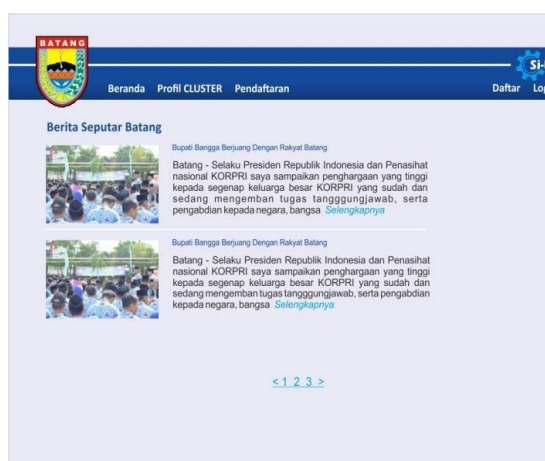 BATANG
Si-
Beranda Profil CLUSTER Pendaftaran
Daftar
Berita Seputar Batang
Bupati Bangga Berjuang Dengan Rakyat Batang
Batang - Selaku Presiden Republik Indonesia dan Penasihat
nasional KORPRI saya sampaikan penghargaan yang tinggi
kepada segenap keluarga besar KORPRI yang sudah dan
sedang mengemban tugas tangggungjawab, serta
pengabdian kepada negara, bangsa Selengkapnya
Bupati Bangga Berjuang Dengan Rakyat Batang
Batang - Selaku Presiden Republik Indonesia dan Penasihat
nasional KORPRI saya sampaikan penghargaan yang tinggi
kepada segenap keluarga besar KORPRI yang sudah dan
sedang mengemban tugas tangggungjawab, serta pengabdian
kepada negara, bangsa Selengkapnya
< 1 2 3 >